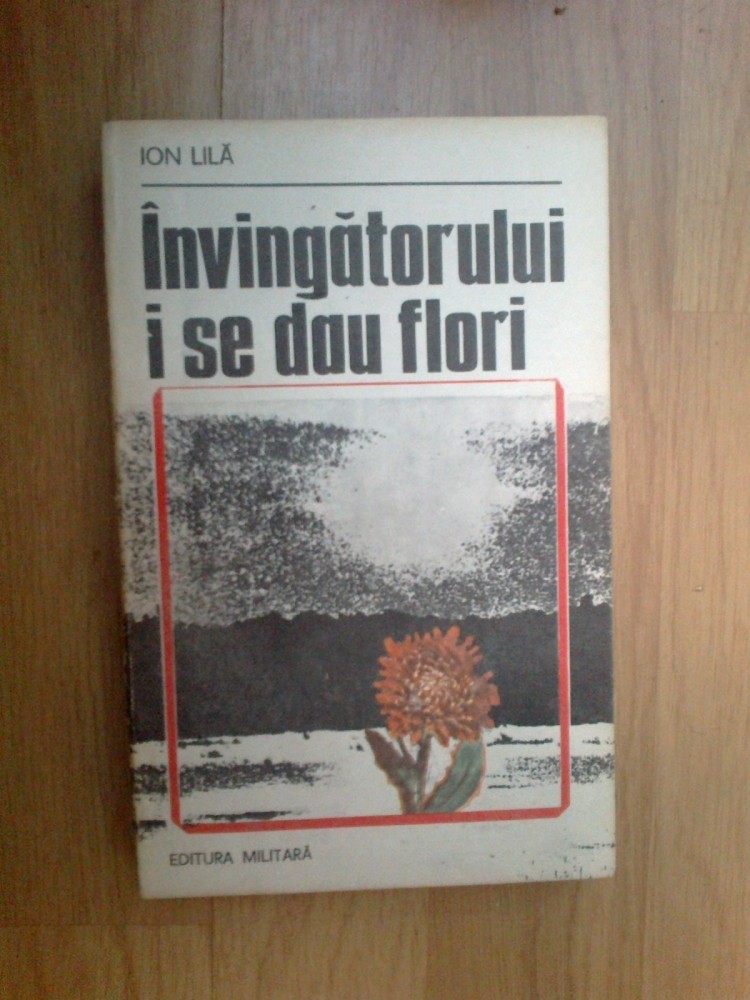 ION LILĂ
Învingătorului
i se dau flori
EDITURA MILITARĂ